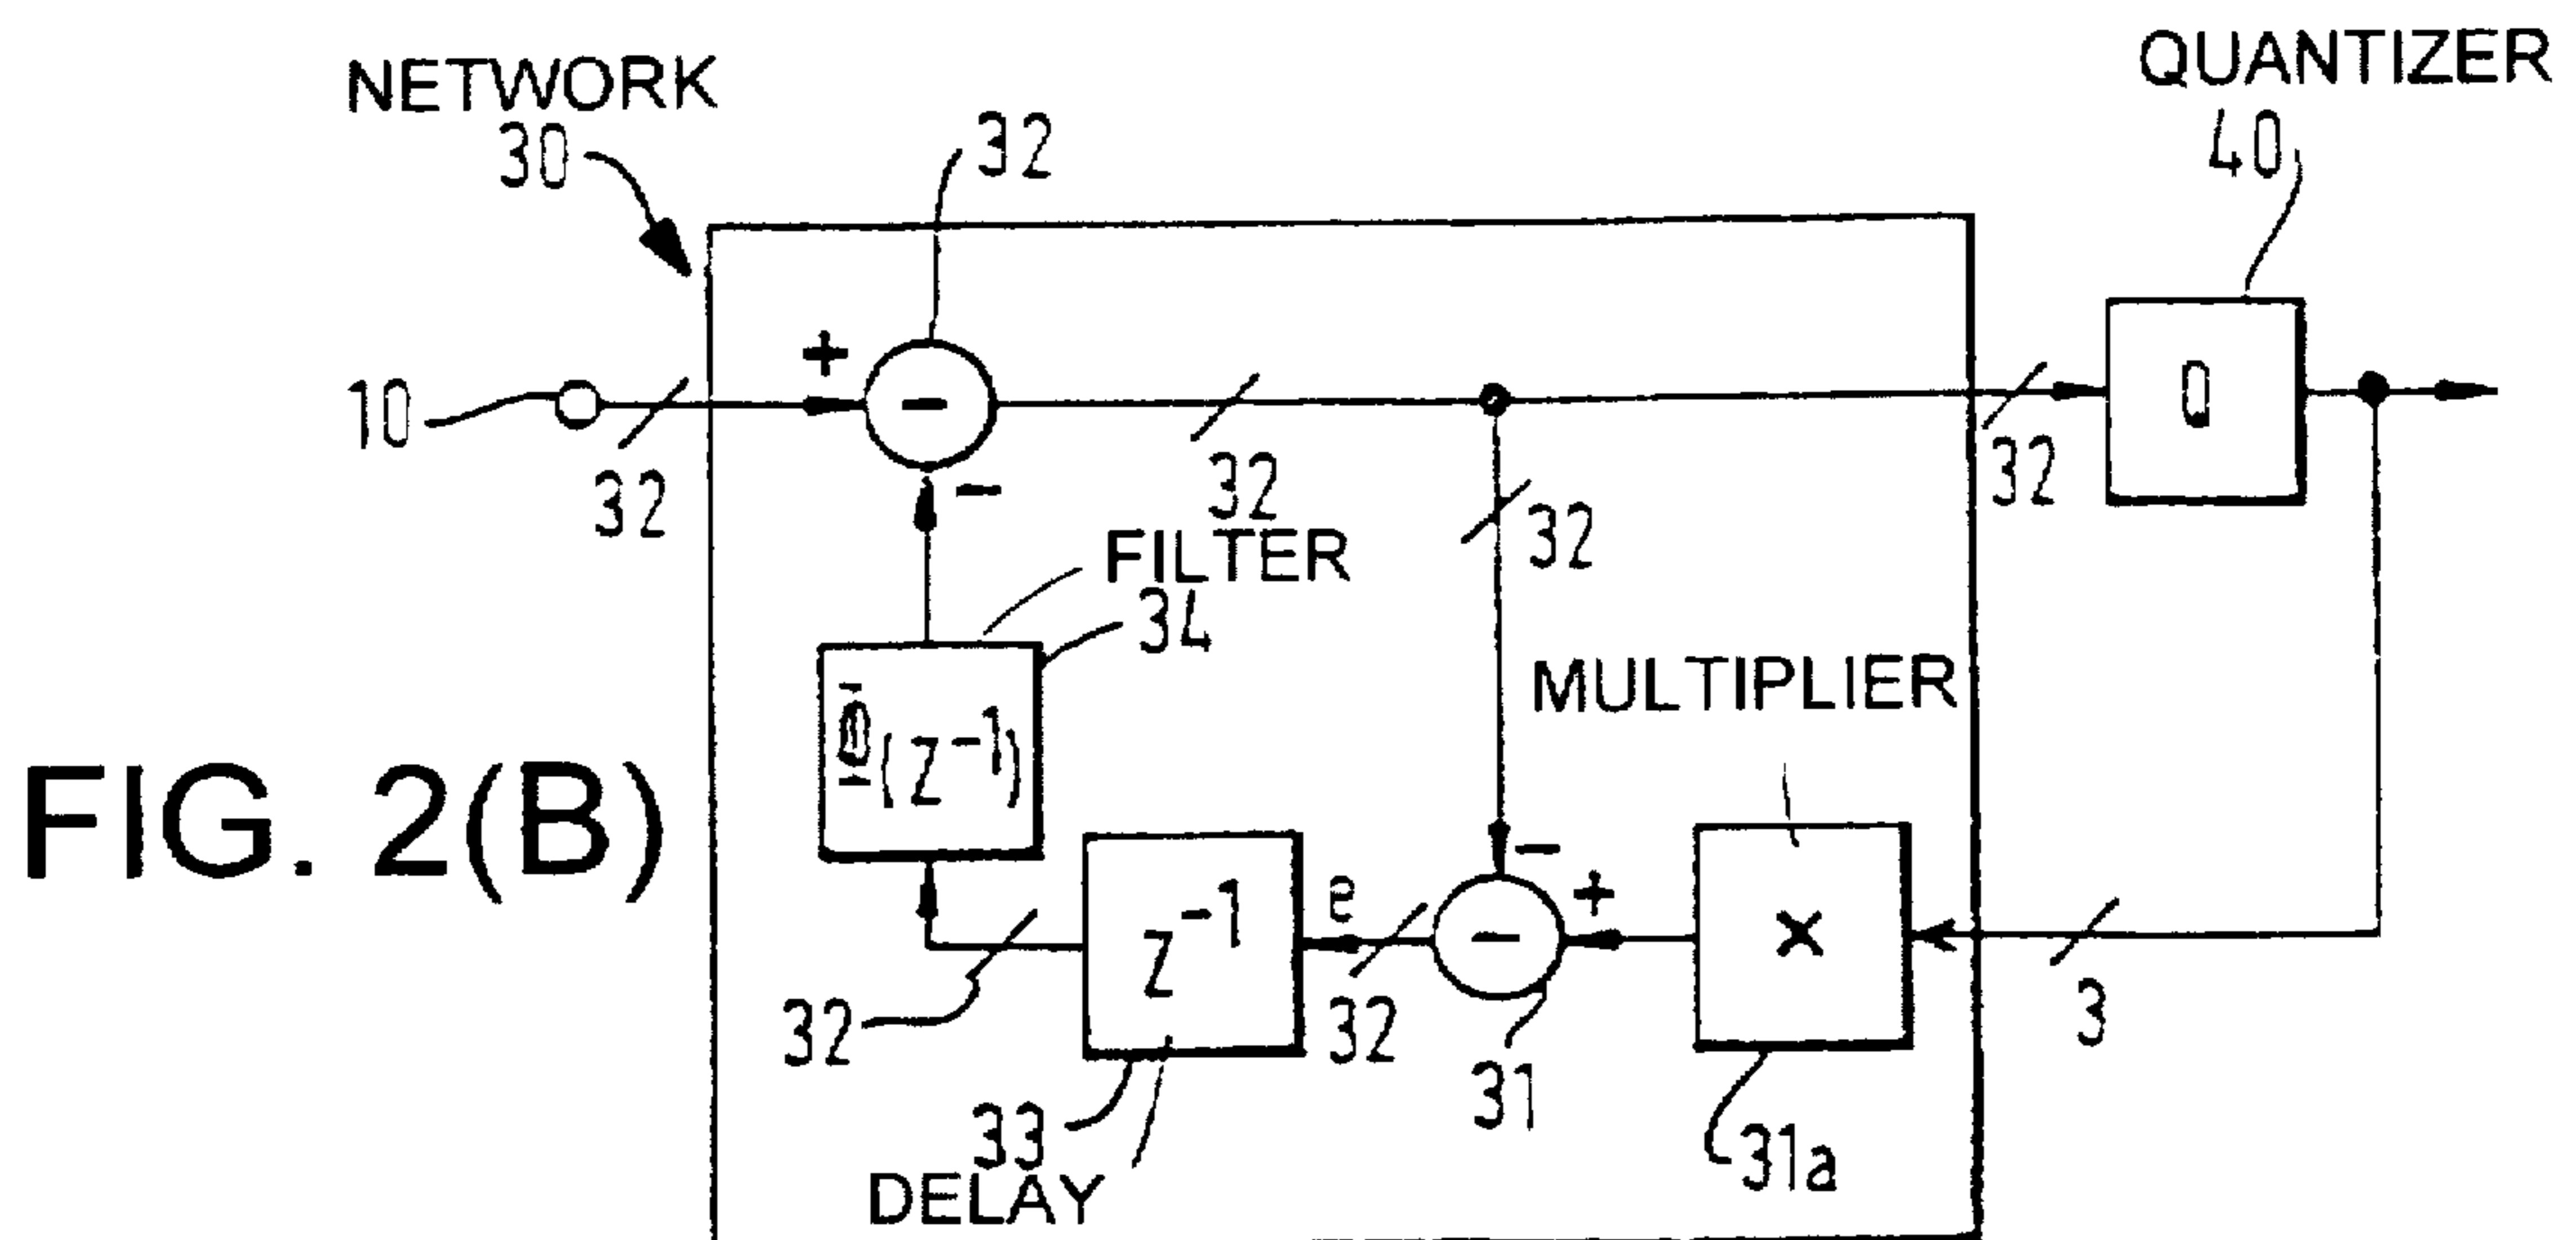 NETWORK
30
32
QUANTIZER
40
+
-
10
32
-
32
32
32
Q
FILTER
34
(Z⁻¹)
MULTIPLIER
FIG. 2(B)
-
+
e
Z⁻¹
-
×
32
32
3
33
DELAY
31
31a